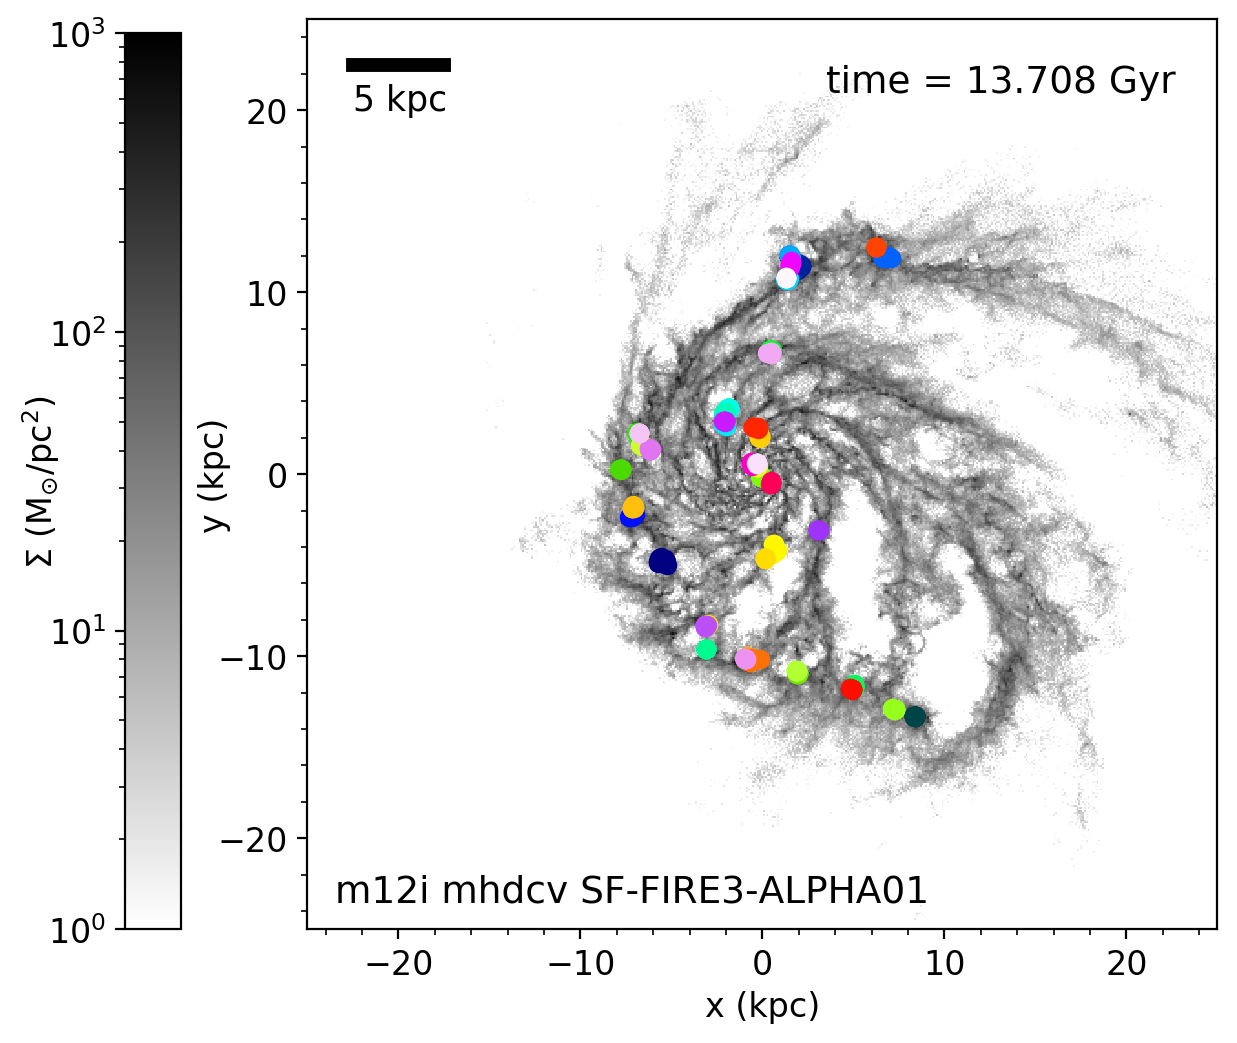 10³
10²
10¹
10⁰
Σ (M☉/pc²)
y (kpc)
20
10
0
−10
−20
5 kpc
time = 13.708 Gyr
m12i mhdcv SF-FIRE3-ALPHA01
−20 −10 0 10 20
x (kpc)